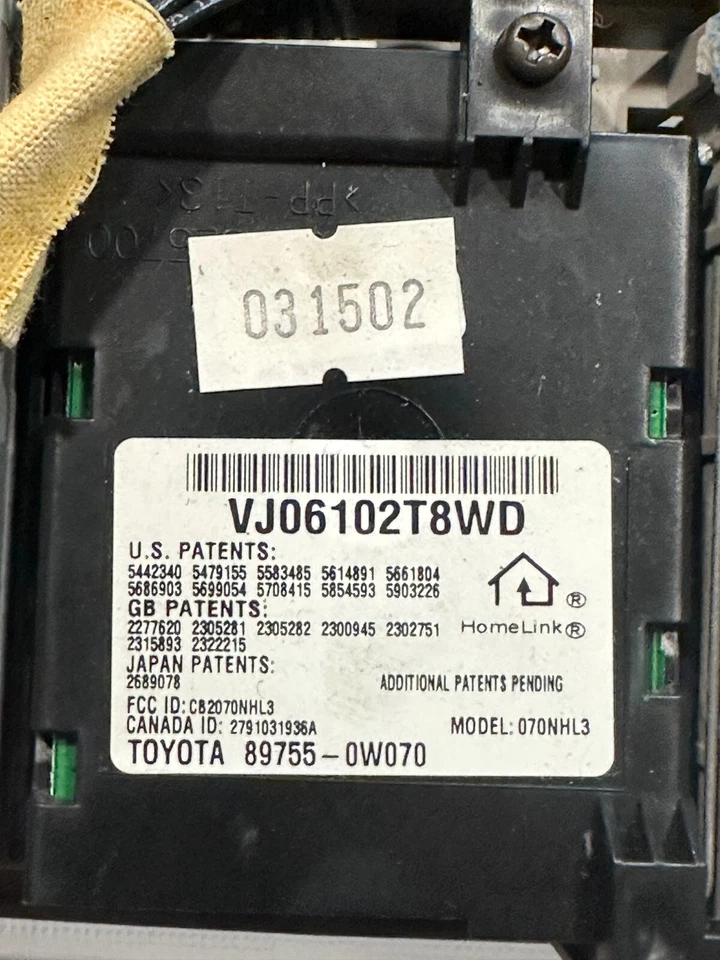 >PP-T13<
031502
VJ06102T8WD
U.S. PATENTS:
5442340 5479155 5583485 5614891 5661804
5686903 5699054 5708415 5854593 5903226
GB PATENTS:
2277620 2305281 2305282 2300945 2302751
2315893 2322215
HomeLink®
JAPAN PATENTS:
2689078
ADDITIONAL PATENTS PENDING
FCC ID: CB2070NHL3
CANADA ID: 2791031936A
MODEL: 070NHL3
TOYOTA 89755-0W070